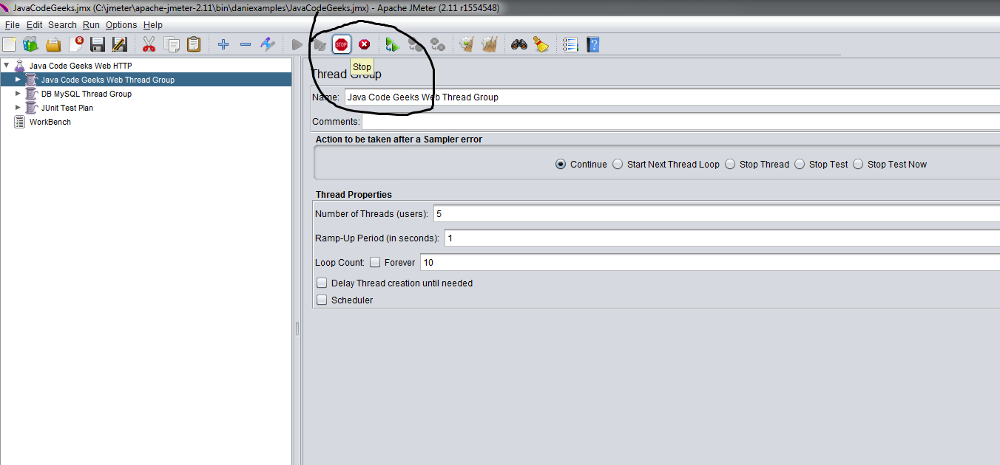 JavaCodeGeeks.jmx (C:\jmeter\apache-jmeter-2.11\bin\daniexamples\JavaCodeGeeks.jmx) - Apache JMeter (2.11 r1554548)
File Edit Search Run Options Help
STOP
?
Stop
Java Code Geeks Web HTTP
Java Code Geeks Web Thread Group
DB MySQL Thread Group
JUnit Test Plan
WorkBench
Thread Group
Name: Java Code Geeks Web Thread Group
Comments:
Action to be taken after a Sampler error
Continue Start Next Thread Loop Stop Thread Stop Test Stop Test Now
Thread Properties
Number of Threads (users): 5
Ramp-Up Period (in seconds): 1
Loop Count: Forever 10
Delay Thread creation until needed
Scheduler